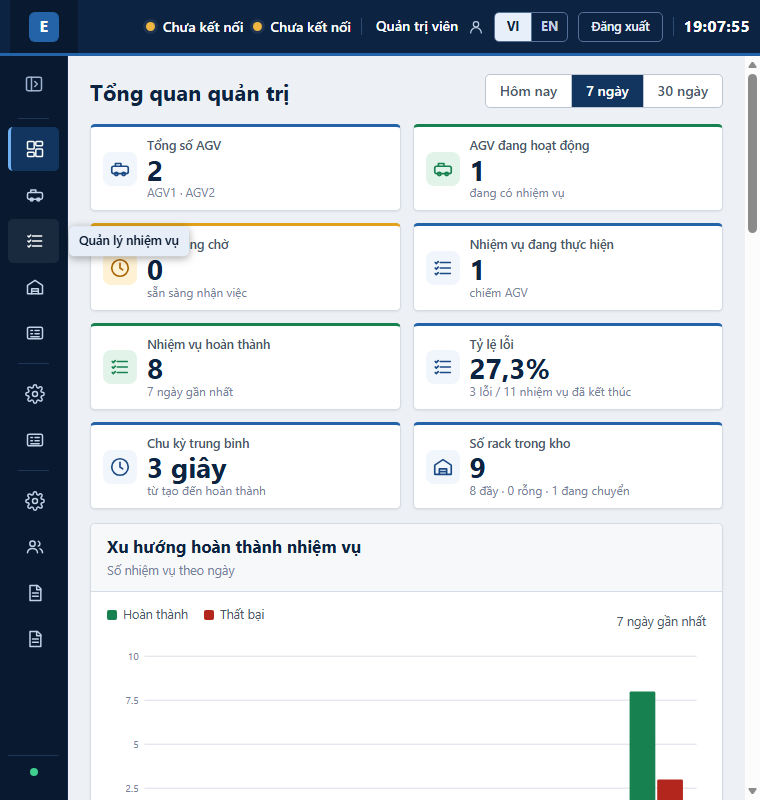 E
Chưa kết nối Chưa kết nối Quản trị viên VI EN Đăng xuất 19:07:55
Tổng quan quản trị
Hôm nay 7 ngày 30 ngày
Tổng số AGV
2
AGV1 · AGV2
AGV đang hoạt động
1
đang có nhiệm vụ
Quản lý nhiệm vụ
ng chờ
0
sẵn sàng nhận việc
Nhiệm vụ đang thực hiện
1
chiếm AGV
Nhiệm vụ hoàn thành
8
7 ngày gần nhất
Tỷ lệ lỗi
27,3%
3 lỗi / 11 nhiệm vụ đã kết thúc
Chu kỳ trung bình
3 giây
từ tạo đến hoàn thành
Số rack trong kho
9
8 đầy · 0 rỗng · 1 đang chuyển
Xu hướng hoàn thành nhiệm vụ
Số nhiệm vụ theo ngày
Hoàn thành Thất bại
7 ngày gần nhất
10
7.5
5
2.5